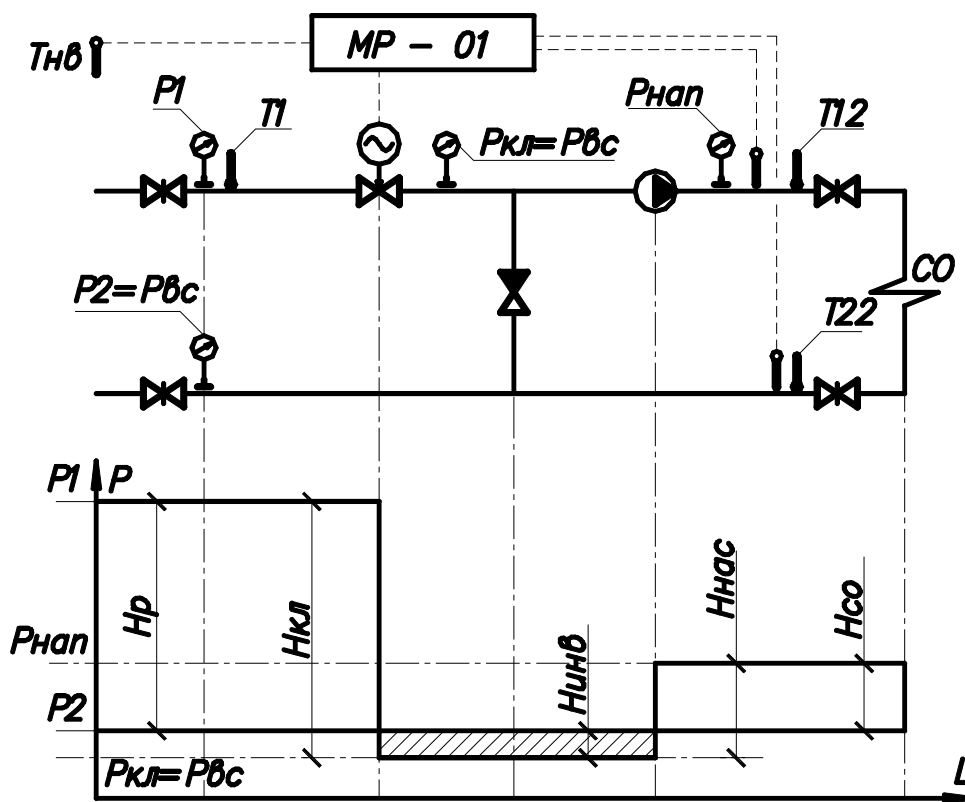 МР - 01
Тнв
Р1
Т1
Ркл=Рвс
Рнап
Т12
Р2=Рвс
СО
Т22
Р1
Р
Нр
Нкл
Нинв
Ннас
Нсо
Рнап
Р2
Ркл=Рвс
L